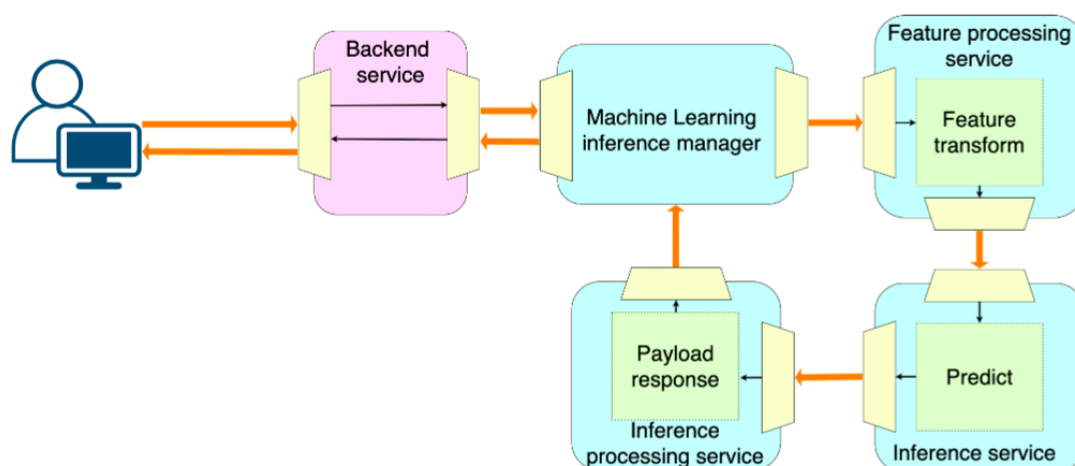 Backend
service
Machine Learning
inference manager
Feature processing
service
Feature
transform
Payload
response
Inference
processing service
Predict
Inference service